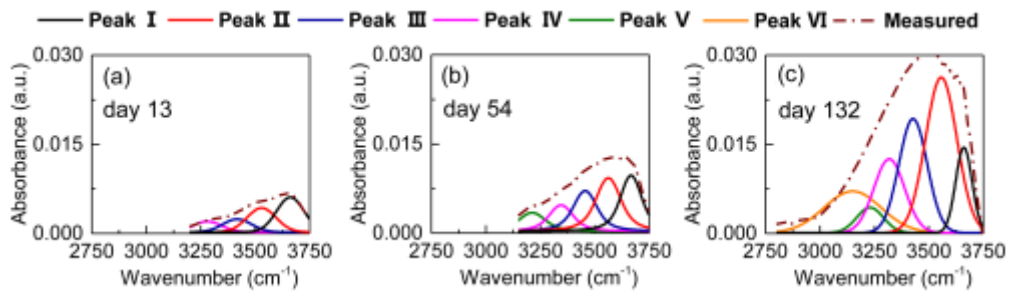 Peak Ⅰ Peak Ⅱ Peak Ⅲ Peak Ⅳ Peak Ⅴ Peak Ⅵ Measured
0.030
0.015
0.000
Absorbance (a.u.)
(a)
day 13
2750 3000 3250 3500 3750
Wavenumber (cm⁻¹)
0.030
0.015
0.000
Absorbance (a.u.)
(b)
day 54
2750 3000 3250 3500 3750
Wavenumber (cm⁻¹)
0.030
0.015
0.000
Absorbance (a.u.)
(c)
day 132
2750 3000 3250 3500 3750
Wavenumber (cm⁻¹)